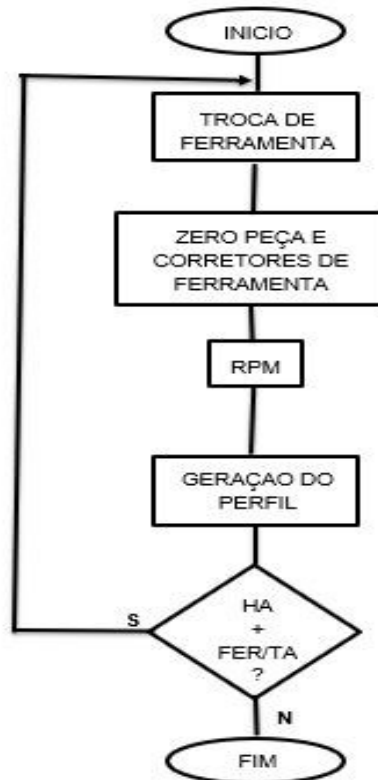 INICIO
TROCA DE
FERRAMENTA
ZERO PEÇA E
CORRETORES DE
FERRAMENTA
RPM
GERAÇAO DO
PERFIL
HA
+
FER/TA
?
S
N
FIM